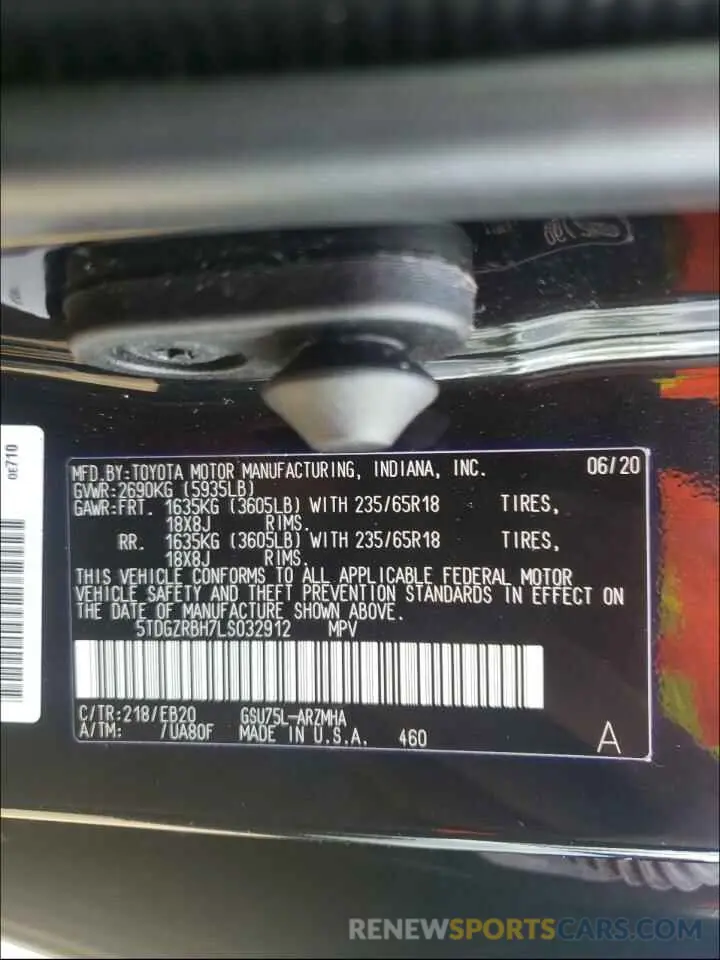 0E710
MFD.BY:TOYOTA MOTOR MANUFACTURING, INDIANA, INC. 06/20
GVWR:2690KG (5935LB)
GAWR:FRT. 1635KG (3605LB) WITH 235/65R18 TIRES,
18X8J RIMS.
RR. 1635KG (3605LB) WITH 235/65R18 TIRES,
18X8J RIMS.
THIS VEHICLE CONFORMS TO ALL APPLICABLE FEDERAL MOTOR
VEHICLE SAFETY AND THEFT PREVENTION STANDARDS IN EFFECT ON
THE DATE OF MANUFACTURE SHOWN ABOVE.
5TDGZRBH7LS032912 MPV
C/TR:218/EB20 GSU75L-ARZMHA
A/TM: /UA80F MADE IN U.S.A. 460 A
RENEWSPORTSCARS.COM